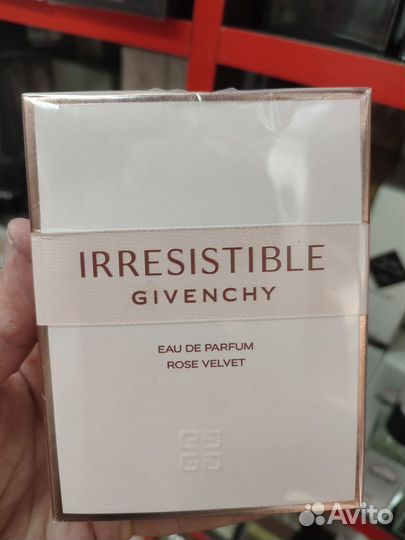 IRRESISTIBLE
GIVENCHY
EAU DE PARFUM
ROSE VELVET
Avito